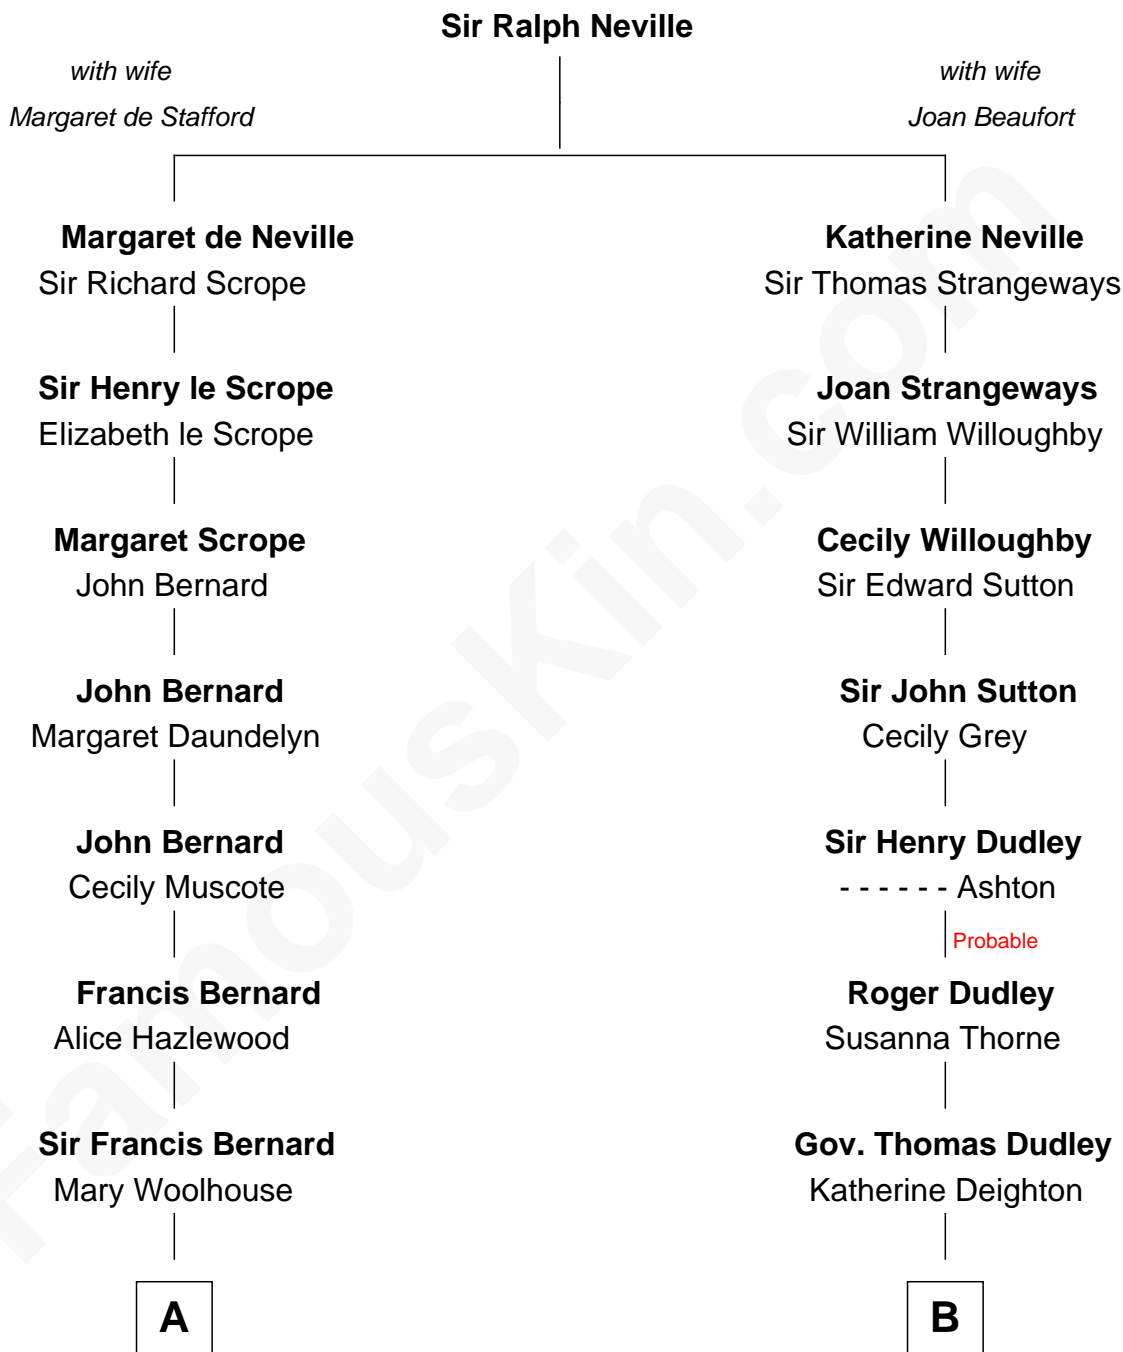 Sir Ralph Neville
with wife
Margaret de Stafford
with wife
Joan Beaufort
Margaret de Neville
Sir Richard Scrope
Katherine Neville
Sir Thomas Strangeways
Sir Henry le Scrope
Elizabeth le Scrope
Joan Strangeways
Sir William Willoughby
Margaret Scrope
John Bernard
Cecily Willoughby
Sir Edward Sutton
John Bernard
Margaret Daundelyn
Sir John Sutton
Cecily Grey
John Bernard
Cecily Muscote
Sir Henry Dudley
- - - - - - Ashton
Probable
Francis Bernard
Alice Hazlewood
Roger Dudley
Susanna Thorne
Sir Francis Bernard
Mary Woolhouse
Gov. Thomas Dudley
Katherine Deighton
A
B
FamousKin.com